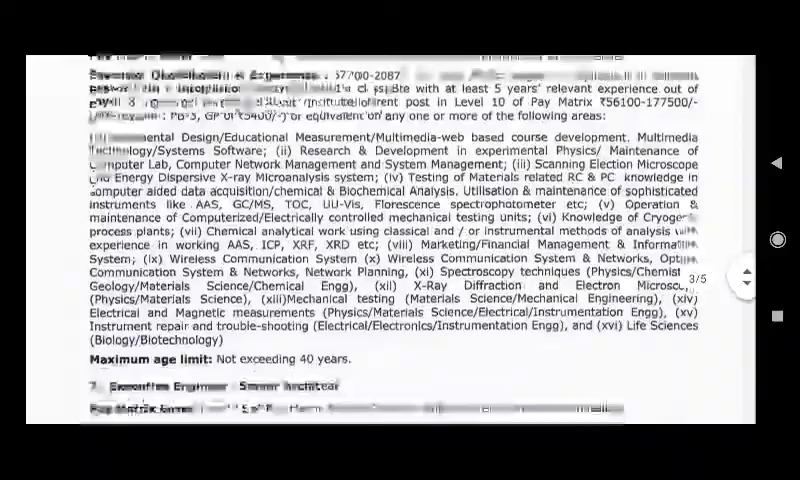 67700-2087
with at least 5 years' relevant experience out of
post in Level 10 of Pay Matrix ₹56100-177500/-
or equivalent on any one or more of the following areas:
Design/Educational Measurement/Multimedia-web based course development. Multimedia
Technology/Systems Software; (ii) Research & Development in experimental Physics/ Maintenance of
Computer Lab, Computer Network Management and System Management; (iii) Scanning Election Microscope
Energy Dispersive X-ray Microanalysis system; (iv) Testing of Materials related RC & PC knowledge in
computer aided data acquisition/chemical & Biochemical Analysis. Utilisation & maintenance of sophisticated
instruments like AAS, GC/MS, TOC, UU-Vis, Florescence spectrophotometer etc; (v) Operation &
maintenance of Computerized/Electrically controlled mechanical testing units; (vi) Knowledge of
process plants; (vii) Chemical analytical work using classical and / or instrumental methods of analysis with
experience in working AAS, ICP, XRF, XRD etc; (viii) Marketing/Financial Management & Information
System; (ix) Wireless Communication System (x) Wireless Communication System & Networks,
Communication System & Networks, Network Planning, (xi) Spectroscopy techniques (Physics/Chemist
3/5
Geology/Materials Science/Chemical Engg), (xii) X-Ray Diffraction and Electron
(Physics/Materials Science), (xiii)Mechanical testing (Materials Science/Mechanical Engineering), (xiv)
Electrical and Magnetic measurements (Physics/Materials Science/Electrical/Instrumentation Engg), (xv)
Instrument repair and trouble-shooting (Electrical/Electronics/Instrumentation Engg), and (xvi) Life Sciences
(Biology/Biotechnology)
Maximum age limit: Not exceeding 40 years.
7. Executive Engineer